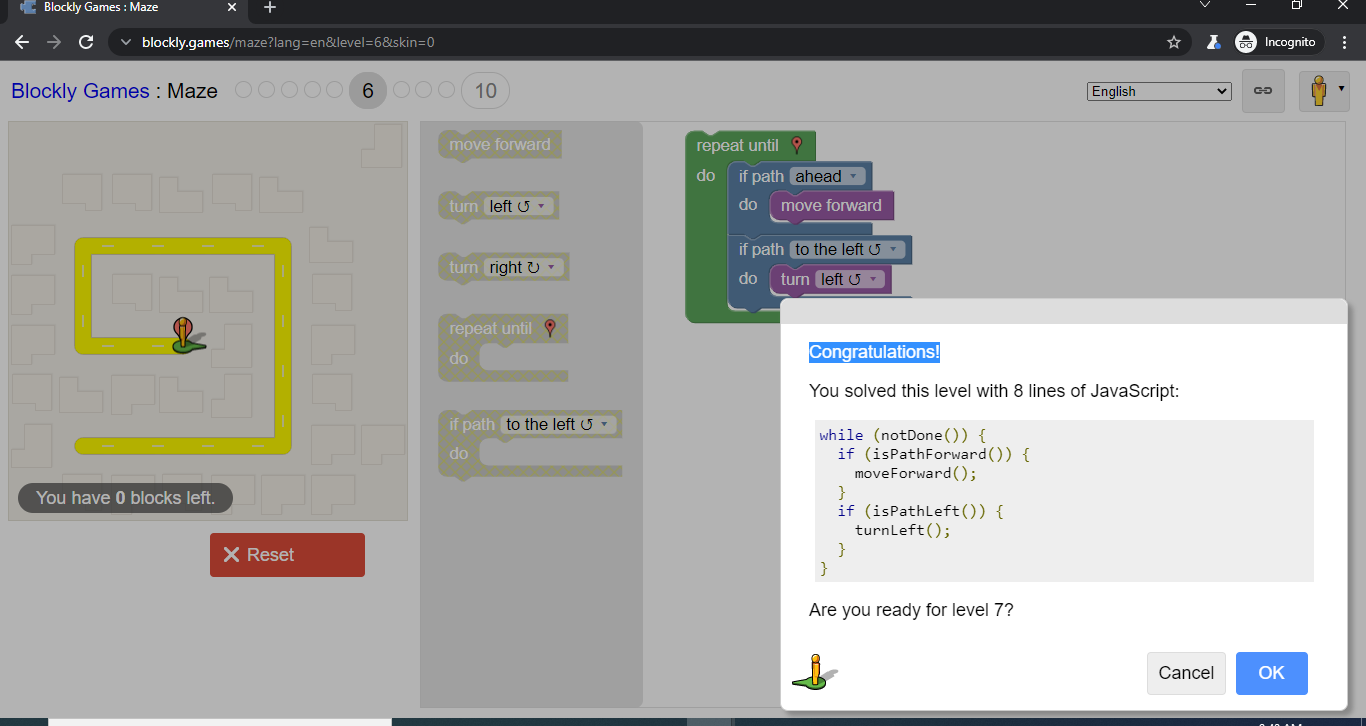 Blockly Games : Maze
blockly.games/maze?lang=en&level=6&skin=0
Incognito
Blockly Games : Maze
6
10
English
move forward
turn left ↺
turn right ↻
repeat until
do
if path to the left ↺
do
repeat until
do
if path ahead
do
move forward
if path to the left ↺
do
turn left ↺
You have 0 blocks left.
Reset
Congratulations!
You solved this level with 8 lines of JavaScript:
while (notDone()) {
if (isPathForward()) {
moveForward();
}
if (isPathLeft()) {
turnLeft();
}
}
Are you ready for level 7?
Cancel
OK